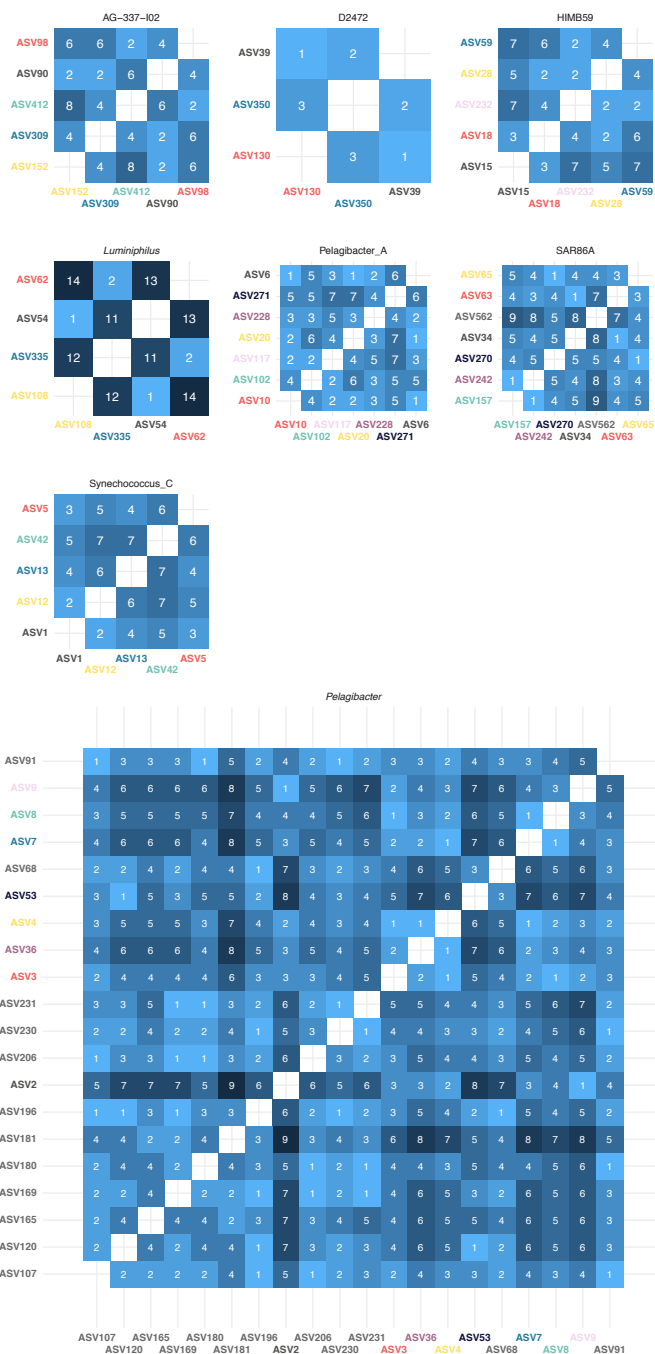 AG-337-I02
ASV98 6 6 2 4
ASV90 2 2 6 4
ASV412 8 4 6 2
ASV309 4 4 2 6
ASV152 4 8 2 6
ASV152 ASV412 ASV98
ASV309 ASV90
D2472
ASV39 1 2
ASV350 3 2
ASV130 3 1
ASV130 ASV39
ASV350
HIMB59
ASV59 7 6 2 4
ASV28 5 2 2 4
ASV232 7 4 2 2
ASV18 3 4 2 6
ASV15 3 7 5 7
ASV15 ASV232 ASV59
ASV18 ASV28
Luminiphilus
ASV62 14 2 13
ASV54 1 11 13
ASV335 12 11 2
ASV108 12 1 14
ASV108 ASV54
ASV335 ASV62
Pelagibacter_A
ASV6 1 5 3 1 2 6
ASV271 5 5 7 7 4 6
ASV228 3 3 5 3 4 2
ASV20 2 6 4 3 7 1
ASV117 2 2 4 5 7 3
ASV102 4 2 6 3 5 5
ASV10 4 2 2 3 5 1
ASV10 ASV117 ASV228 ASV6
ASV102 ASV20 ASV271
SAR86A
ASV65 5 4 1 4 4 3
ASV63 4 3 4 1 7 3
ASV562 9 8 5 8 7 4
ASV34 5 4 5 8 1 4
ASV270 4 5 5 5 4 1
ASV242 1 5 4 8 3 4
ASV157 1 4 5 9 4 5
ASV157 ASV270 ASV562 ASV65
ASV242 ASV34 ASV63
Synechococcus_C
ASV5 3 5 4 6
ASV42 5 7 7 6
ASV13 4 6 7 4
ASV12 2 6 7 5
ASV1 2 4 5 3
ASV1 ASV13 ASV5
ASV12 ASV42
Pelagibacter
ASV91 1 3 3 3 1 5 2 4 2 1 2 3 3 2 4 3 3 4 5
ASV9 4 6 6 6 6 8 5 1 5 6 7 2 4 3 7 6 4 3 5
ASV8 3 5 5 5 5 7 4 4 4 5 6 1 3 2 6 5 1 3 4
ASV7 4 6 6 6 4 8 5 3 5 4 5 2 2 1 7 6 1 4 3
ASV68 2 2 4 2 4 4 1 7 3 2 3 4 6 5 3 6 5 6 3
ASV53 3 1 5 3 5 5 2 8 4 3 4 5 7 6 3 7 6 7 4
ASV4 3 5 5 5 3 7 4 2 4 3 4 1 1 6 5 1 2 3 2
ASV36 4 6 6 6 4 8 5 3 5 4 5 2 1 7 6 2 3 4 3
ASV3 2 4 4 4 4 6 3 3 3 4 5 2 1 5 4 2 1 2 3
ASV231 3 3 5 1 1 3 2 6 2 1 5 5 4 4 3 5 6 7 2
ASV230 2 2 4 2 2 4 1 5 3 1 4 4 3 3 2 4 5 6 1
ASV206 1 3 3 1 1 3 2 6 3 2 3 5 4 4 3 5 4 5 2
ASV2 5 7 7 7 5 9 6 6 5 6 3 3 2 8 7 3 4 1 4
ASV196 1 1 3 1 3 3 6 2 1 2 3 5 4 2 1 5 4 5 2
ASV181 4 4 2 2 4 3 9 3 4 3 6 8 7 5 4 8 7 8 5
ASV180 2 4 2 4 4 3 5 1 2 1 4 4 3 5 4 4 5 6 1
ASV169 2 2 4 4 2 1 7 1 2 1 4 6 5 3 2 6 5 6 3
ASV165 2 4 4 2 2 3 7 3 4 5 4 6 5 5 4 6 5 6 3
ASV120 2 4 2 4 4 1 7 3 2 3 4 6 5 1 2 6 5 6 3
ASV107 2 2 2 2 4 1 5 1 2 3 2 4 3 3 2 4 3 4 1
ASV107 ASV165 ASV180 ASV196 ASV206 ASV231 ASV36 ASV53 ASV7 ASV9
ASV120 ASV169 ASV181 ASV2 ASV230 ASV3 ASV4 ASV68 ASV8 ASV91